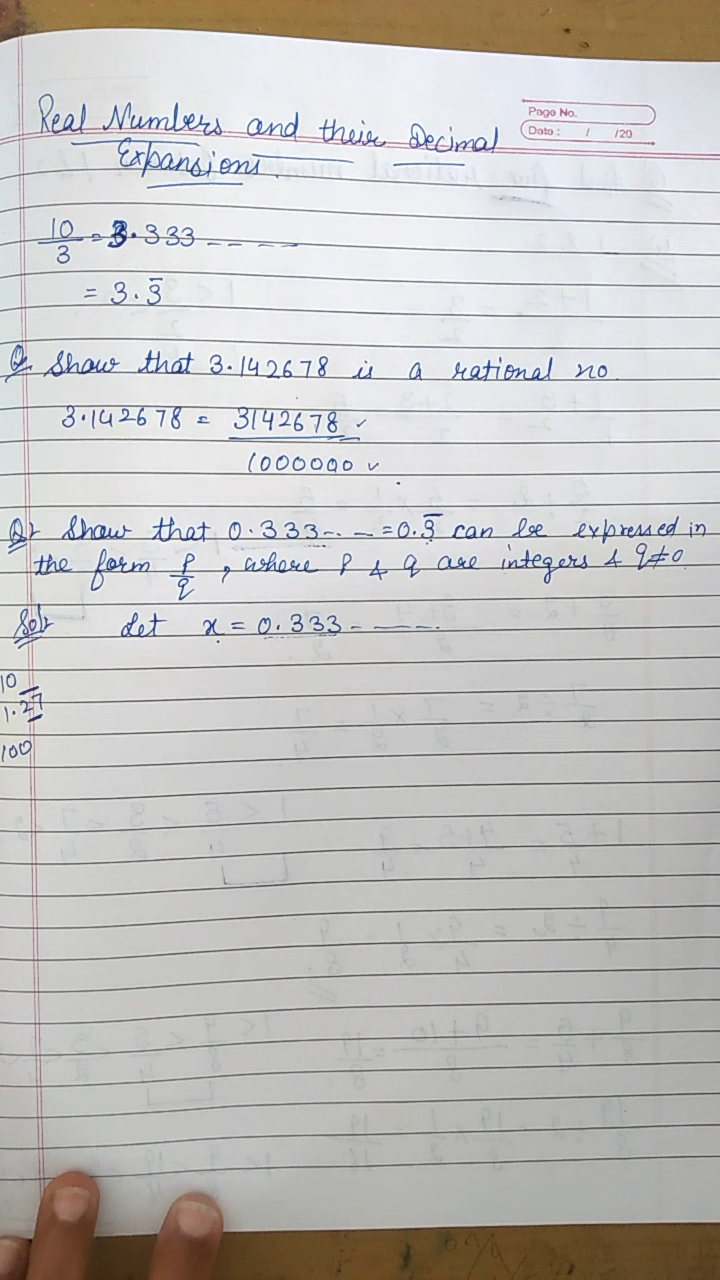 Page No.
Date : / /20
Real Numbers and their Decimal
Expansions.
10/3 = 3.333 - - - -
= 3.3̅
Q. Show that 3.142678 is a rational no.
3.142678 = 3142678 ✓
1000000 ✓
Q2 Show that 0.333-.. - = 0.3̅ can be expressed in
the form p/q , where p & q are integers & q≠0.
Sol: Let x = 0.333- - - - .
10
1.27
100